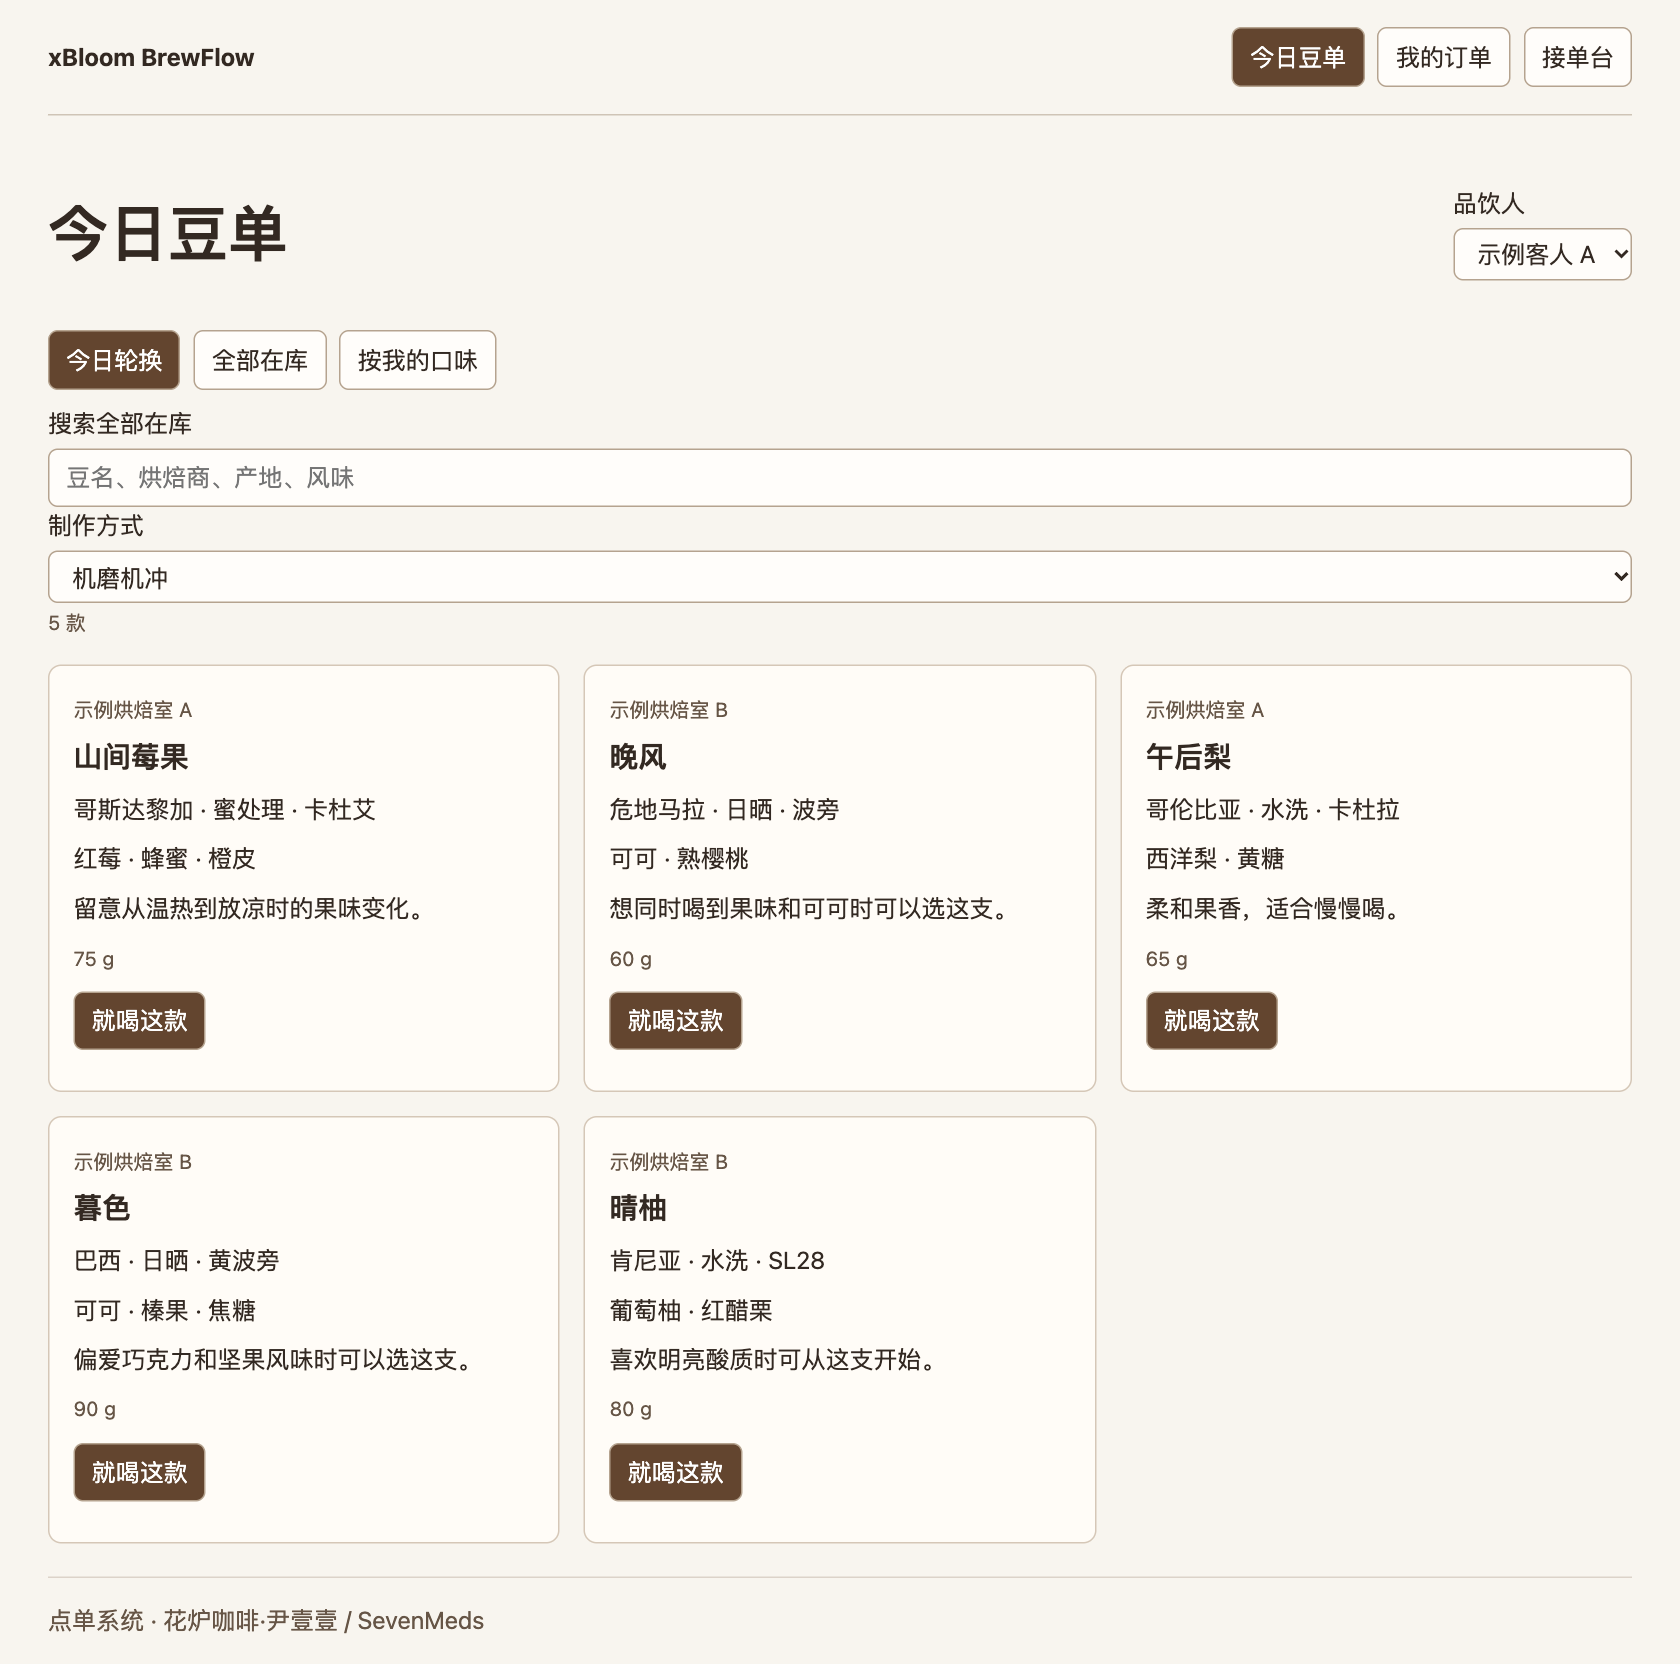 xBloom BrewFlow
今日豆单
我的订单
接单台
今日豆单
品饮人
示例客人 A
今日轮换
全部在库
按我的口味
搜索全部在库
豆名、烘焙商、产地、风味
制作方式
机磨机冲
5 款
示例烘焙室 A
山间莓果
哥斯达黎加 · 蜜处理 · 卡杜艾
红莓 · 蜂蜜 · 橙皮
留意从温热到放凉时的果味变化。
75 g
就喝这款
示例烘焙室 B
晚风
危地马拉 · 日晒 · 波旁
可可 · 熟樱桃
想同时喝到果味和可可时可以选这支。
60 g
就喝这款
示例烘焙室 A
午后梨
哥伦比亚 · 水洗 · 卡杜拉
西洋梨 · 黄糖
柔和果香，适合慢慢喝。
65 g
就喝这款
示例烘焙室 B
暮色
巴西 · 日晒 · 黄波旁
可可 · 榛果 · 焦糖
偏爱巧克力和坚果风味时可以选这支。
90 g
就喝这款
示例烘焙室 B
晴柚
肯尼亚 · 水洗 · SL28
葡萄柚 · 红醋栗
喜欢明亮酸质时可从这支开始。
80 g
就喝这款
点单系统 · 花炉咖啡·尹壹壹 / SevenMeds